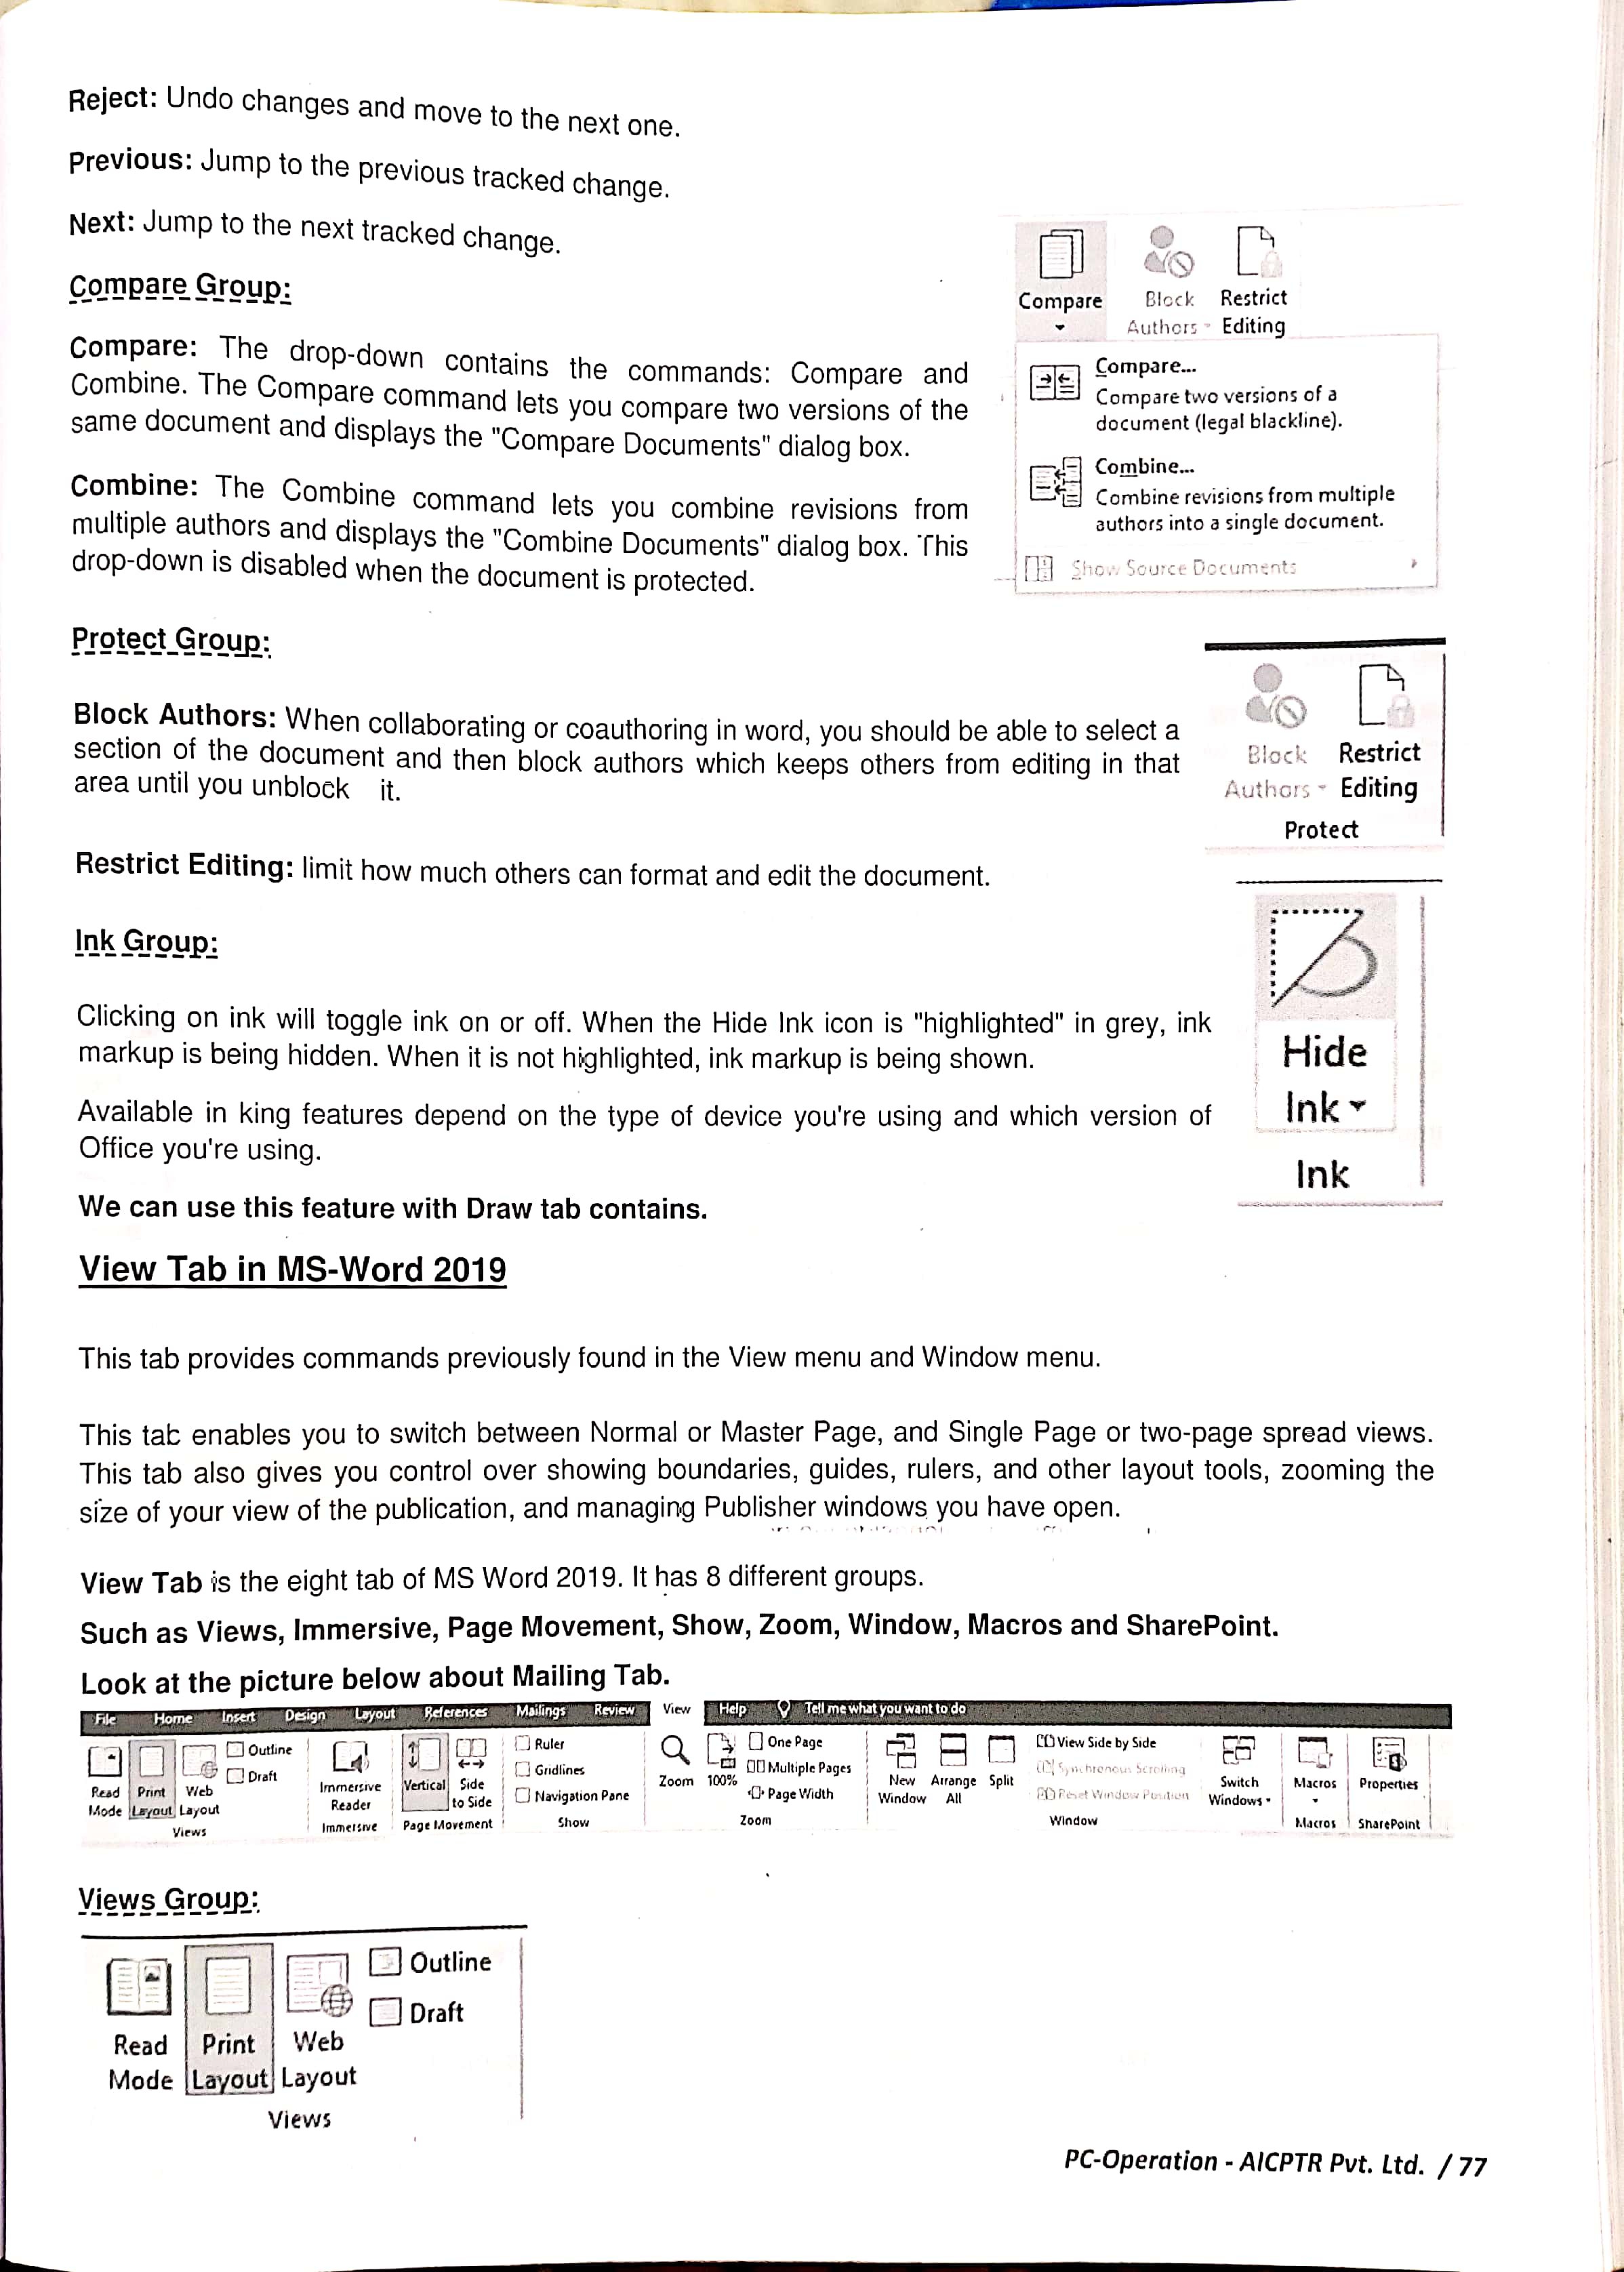 Reject: Undo changes and move to the next one.
Previous: Jump to the previous tracked change.
Next: Jump to the next tracked change.
Compare Group:
Compare: The drop-down contains the commands: Compare and
Combine. The Compare command lets you compare two versions of the
same document and displays the "Compare Documents" dialog box.
Combine: The Combine command lets you combine revisions from
multiple authors and displays the "Combine Documents" dialog box. This
drop-down is disabled when the document is protected.
Compare
Block
Authors
Restrict
Editing
Compare...
Compare two versions of a
document (legal blackline).
Combine...
Combine revisions from multiple
authors into a single document.
Show Source Documents
Protect Group:
Block Authors: When collaborating or coauthoring in word, you should be able to select a
section of the document and then block authors which keeps others from editing in that
area until you unblock it.
Restrict Editing: limit how much others can format and edit the document.
Block
Authors
Restrict
Editing
Protect
Ink Group:
Clicking on ink will toggle ink on or off. When the Hide Ink icon is "highlighted" in grey, ink
markup is being hidden. When it is not highlighted, ink markup is being shown.
Available in king features depend on the type of device you're using and which version of
Office you're using.
We can use this feature with Draw tab contains.
Hide
Ink
Ink
View Tab in MS-Word 2019
This tab provides commands previously found in the View menu and Window menu.
This tab enables you to switch between Normal or Master Page, and Single Page or two-page spread views.
This tab also gives you control over showing boundaries, guides, rulers, and other layout tools, zooming the
size of your view of the publication, and managing Publisher windows you have open.
View Tab is the eight tab of MS Word 2019. It has 8 different groups.
Such as Views, Immersive, Page Movement, Show, Zoom, Window, Macros and SharePoint.
Look at the picture below about Mailing Tab.
File Home Insert Design Layout References Mailings Review View Help Tell me what you want to do
Read
Mode
Print
Layout
Web
Layout
Outline
Draft
Views
Immersive
Reader
Immersive
Vertical
Side
to Side
Page Movement
Ruler
Gridlines
Navigation Pane
Show
Zoom
100%
One Page
Multiple Pages
Page Width
Zoom
New
Window
Arrange
All
Split
View Side by Side
Synchronous Scrolling
Reset Window Position
Switch
Windows
Window
Macros
Macros
Properties
SharePoint
Views Group:
Read
Mode
Print
Layout
Web
Layout
Outline
Draft
Views
PC-Operation - AICPTR Pvt. Ltd. / 77